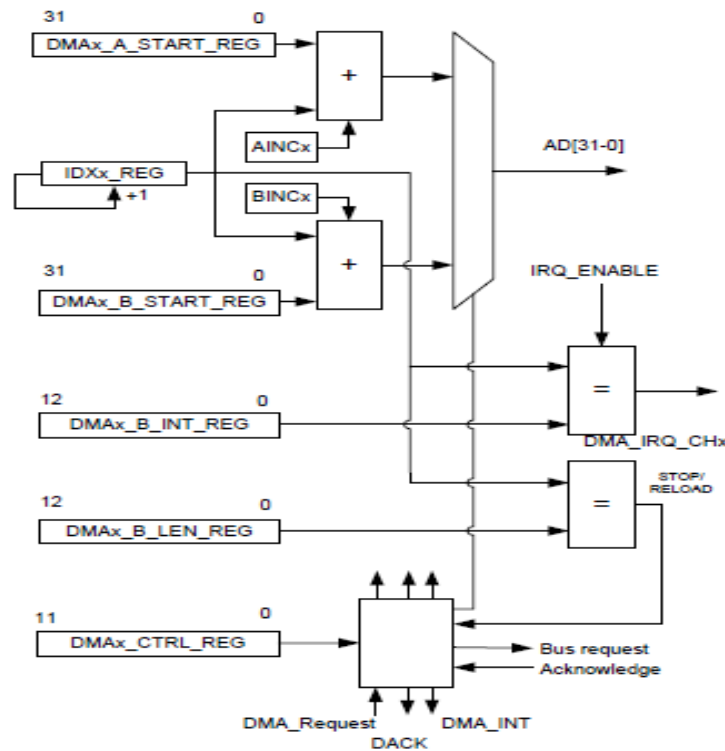 31 0
DMAx_A_START_REG
+
AINCx
AD[31-0]
IDXx_REG
+1
BINCx
+
31 0
DMAx_B_START_REG
IRQ_ENABLE
12 0
DMAx_B_INT_REG
=
DMA_IRQ_CHx
12 0
DMAx_B_LEN_REG
=
STOP/
RELOAD
11 0
DMAx_CTRL_REG
Bus request
Acknowledge
DMA_Request
DMA_INT
DACK